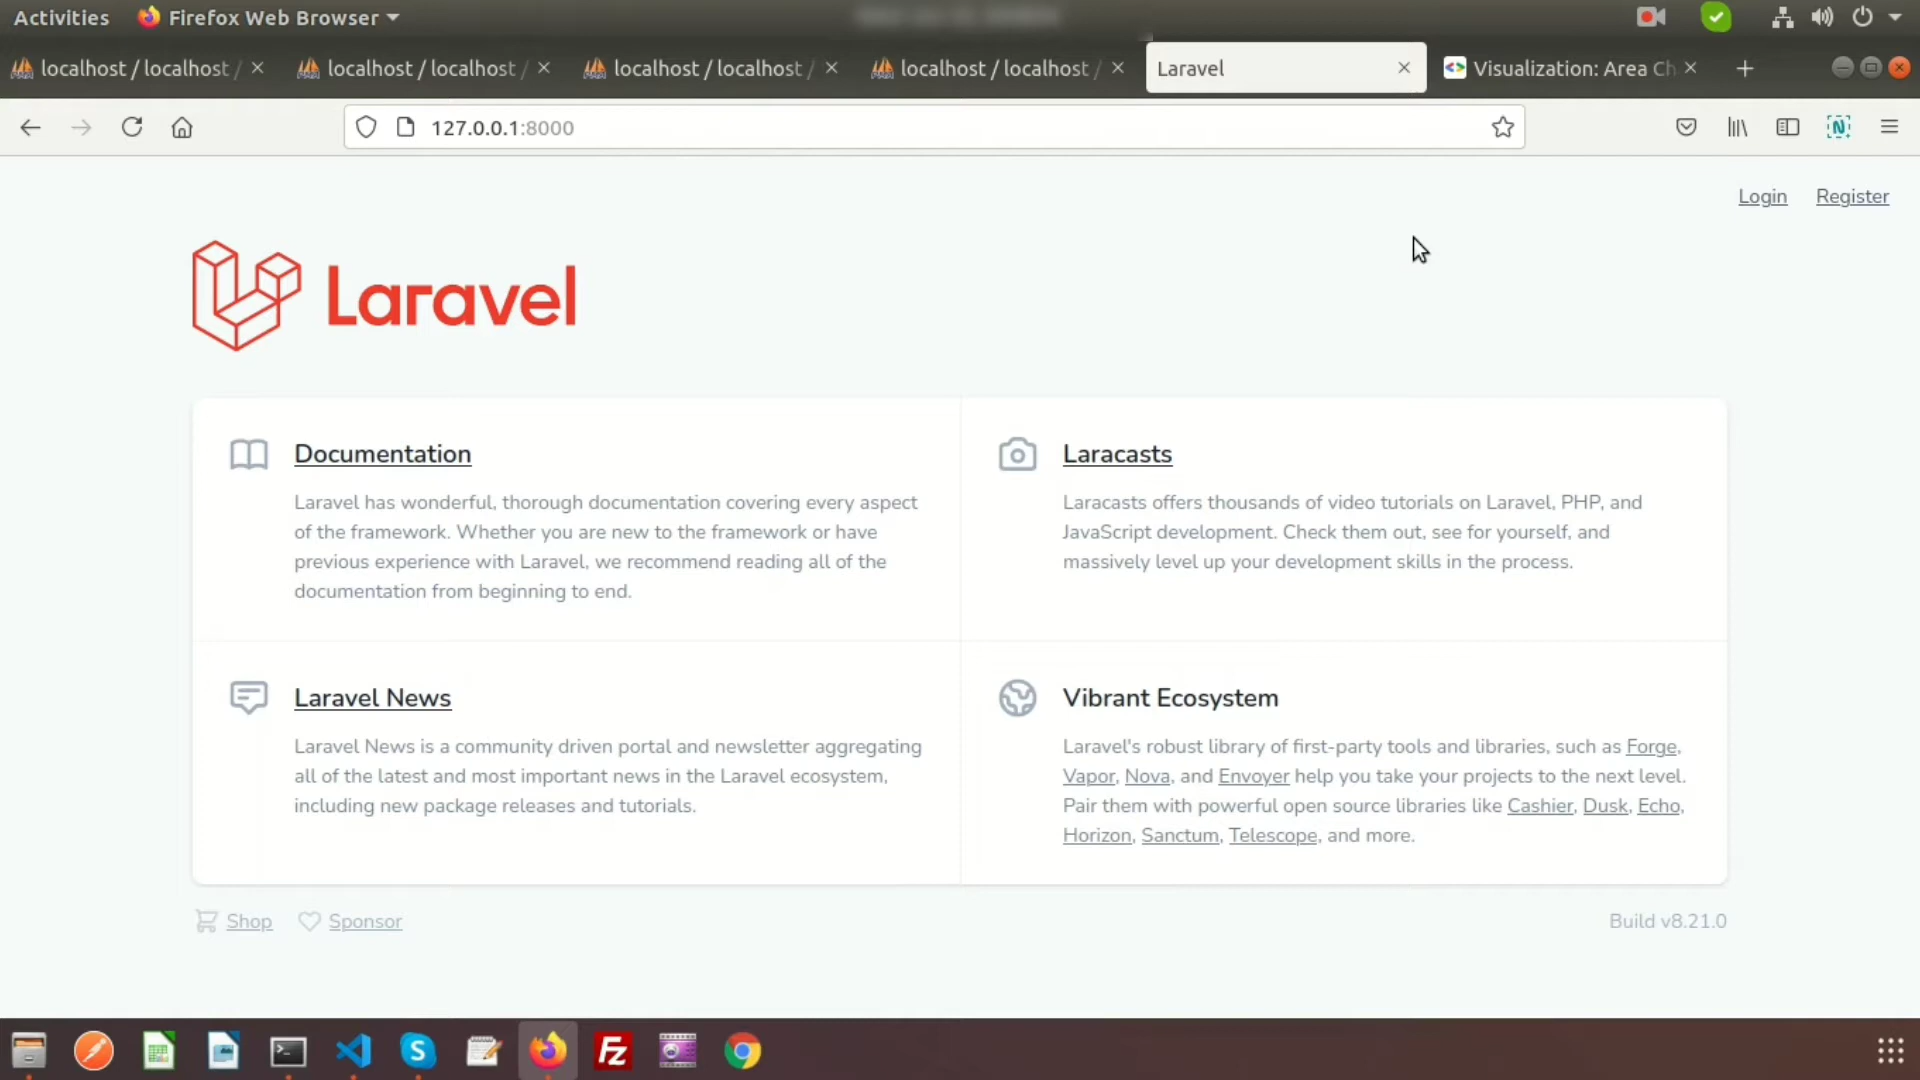 Activities Firefox Web Browser
localhost / localhost / localhost / localhost / localhost / localhost / localhost / localhost / Laravel Visualization: Area Ch
127.0.0.1:8000
Login Register
Laravel
Documentation
Laravel has wonderful, thorough documentation covering every aspect
of the framework. Whether you are new to the framework or have
previous experience with Laravel, we recommend reading all of the
documentation from beginning to end.
Laracasts
Laracasts offers thousands of video tutorials on Laravel, PHP, and
JavaScript development. Check them out, see for yourself, and
massively level up your development skills in the process.
Laravel News
Laravel News is a community driven portal and newsletter aggregating
all of the latest and most important news in the Laravel ecosystem,
including new package releases and tutorials.
Vibrant Ecosystem
Laravel's robust library of first-party tools and libraries, such as Forge,
Vapor, Nova, and Envoyer help you take your projects to the next level.
Pair them with powerful open source libraries like Cashier, Dusk, Echo,
Horizon, Sanctum, Telescope, and more.
Shop Sponsor
Build v8.21.0